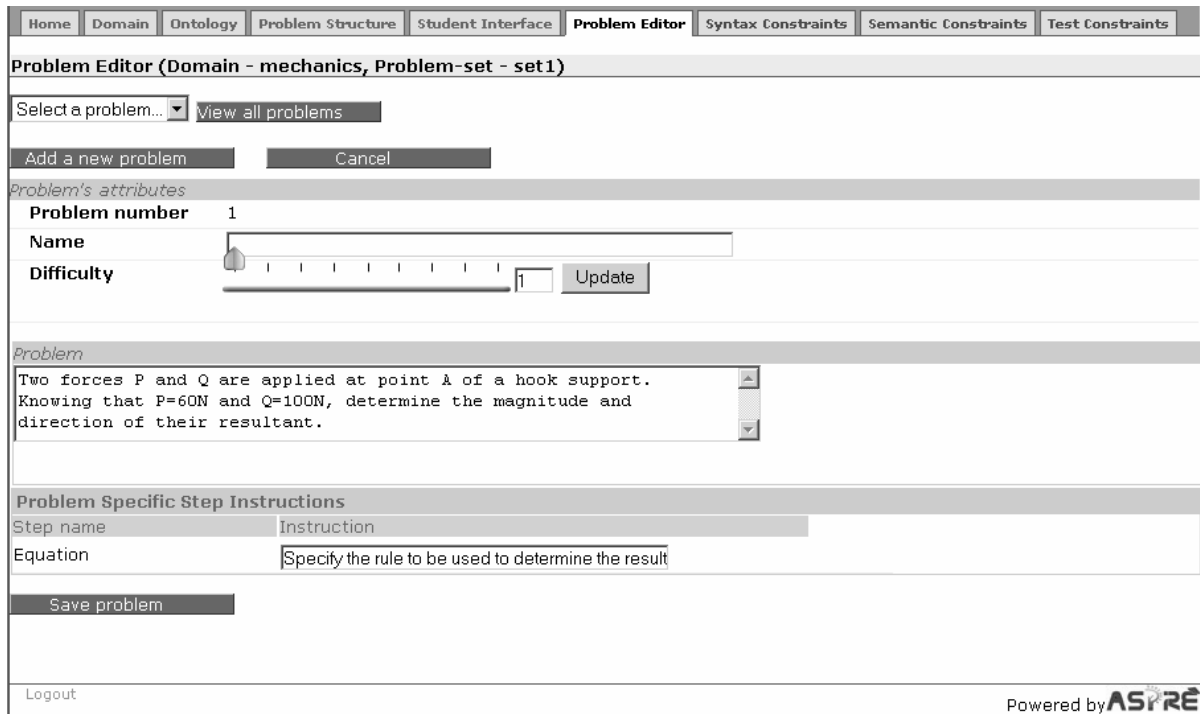 Home Domain Ontology Problem Structure Student Interface Problem Editor Syntax Constraints Semantic Constraints Test Constraints
Problem Editor (Domain - mechanics, Problem-set - set1)
Select a problem... View all problems
Add a new problem Cancel
Problem's attributes
Problem number 1
Name
Difficulty 1 Update
Problem
Two forces P and Q are applied at point A of a hook support.
Knowing that P=60N and Q=100N, determine the magnitude and
direction of their resultant.
Problem Specific Step Instructions
Step name Instruction
Equation Specify the rule to be used to determine the result
Save problem
Logout
Powered by ASPIRE